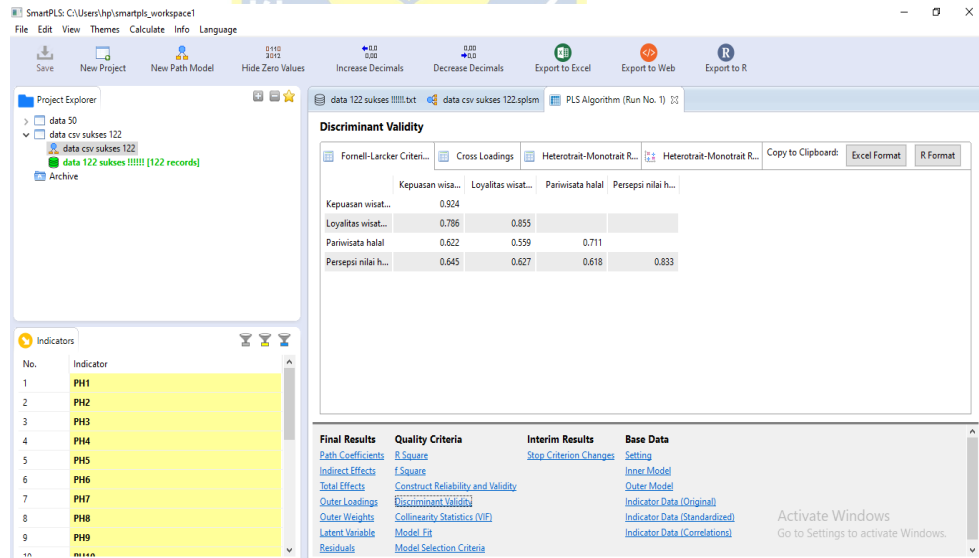 SmartPLS: C:\Users\hp\smartpls_workspace1
File Edit View Themes Calculate Info Language
Save New Project New Path Model Hide Zero Values Increase Decimals Decrease Decimals Export to Excel Export to Web Export to R
Project Explorer
data 50
data csv sukses 122
data csv sukses 122
data 122 sukses !!!!!! [122 records]
Archive
Indicators
No. Indicator
1 PH1
2 PH2
3 PH3
4 PH4
5 PH5
6 PH6
7 PH7
8 PH8
9 PH9
10 PH10
data 122 sukses !!!!!!.txt data csv sukses 122.splsm PLS Algorithm (Run No. 1)
Discriminant Validity
Fornell-Larcker Criteri... Cross Loadings Heterotrait-Monotrait R... Heterotrait-Monotrait R... Copy to Clipboard: Excel Format R Format
Kepuasan wisa... Loyalitas wisat... Pariwisata halal Persepsi nilai h...
Kepuasan wisat... 0.924
Loyalitas wisat... 0.786 0.855
Pariwisata halal 0.622 0.559 0.711
Persepsi nilai h... 0.645 0.627 0.618 0.833
Final Results Quality Criteria Interim Results Base Data
Path Coefficients R Square Stop Criterion Changes Setting
Indirect Effects f Square Inner Model
Total Effects Construct Reliability and Validity Outer Model
Outer Loadings Discriminant Validity Indicator Data (Original)
Outer Weights Collinearity Statistics (VIF) Indicator Data (Standardized)
Latent Variable Model_Fit Indicator Data (Correlations)
Residuals Model Selection Criteria
Activate Windows
Go to Settings to activate Windows.